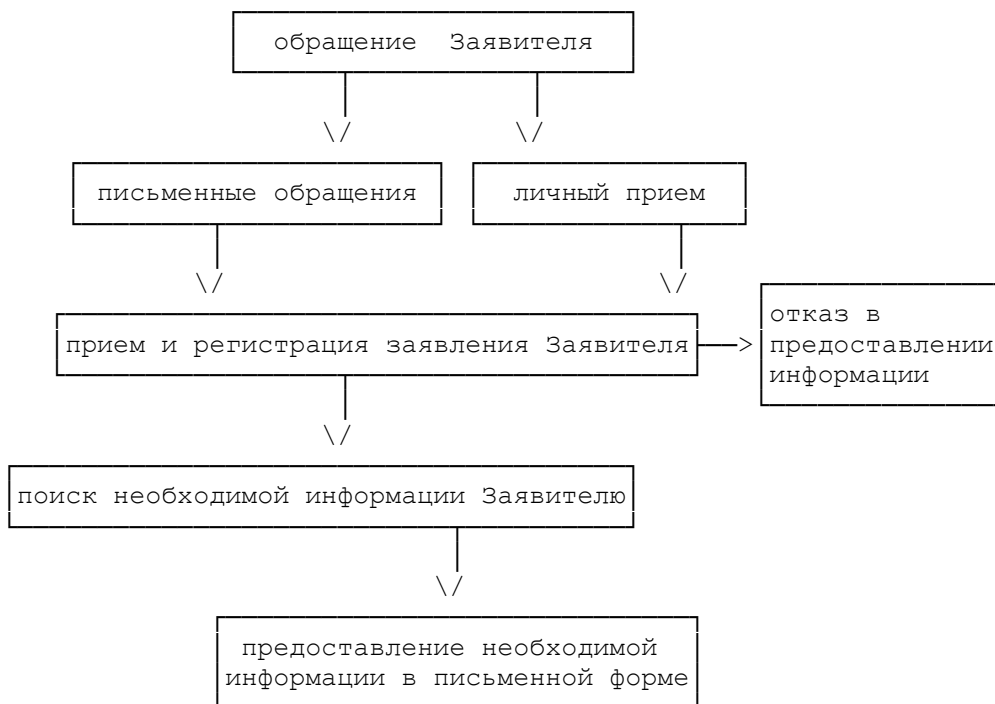 обращение  Заявителя
письменные обращения
личный прием
прием и регистрация заявления Заявителя
отказ в
предоставлении
информации
поиск необходимой информации Заявителю
предоставление необходимой
информации в письменной форме